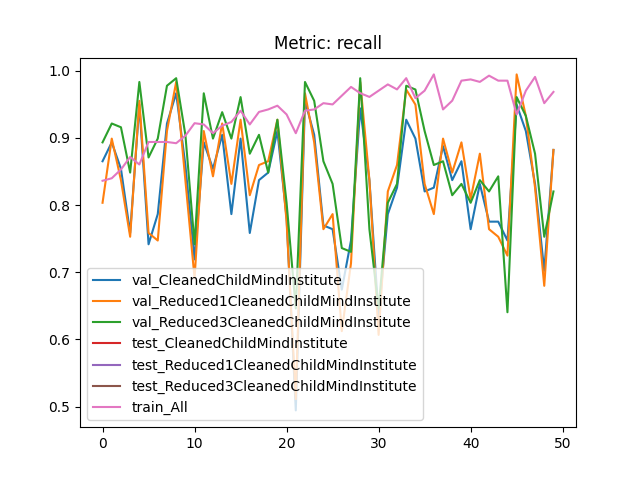 Metric: recall
1.0
0.9
0.8
0.7
0.6
0.5
val_CleanedChildMindInstitute
val_Reduced1CleanedChildMindInstitute
val_Reduced3CleanedChildMindInstitute
test_CleanedChildMindInstitute
test_Reduced1CleanedChildMindInstitute
test_Reduced3CleanedChildMindInstitute
train_All
0 10 20 30 40 50